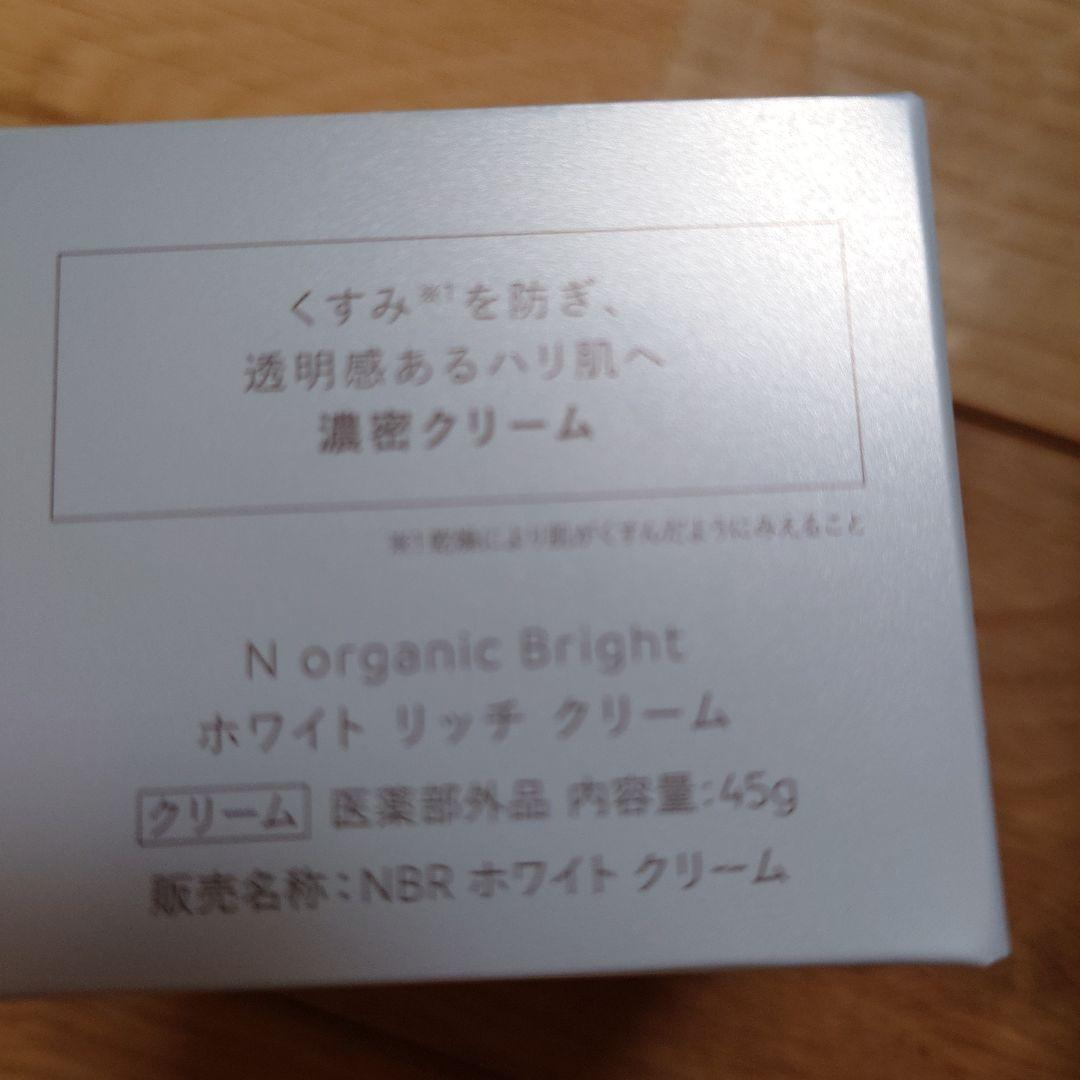 くすみ※1を防ぎ、
透明感あるハリ肌へ
濃密クリーム
※1 乾燥により肌がくすんだようにみえること
N organic Bright
ホワイト リッチ クリーム
クリーム 医薬部外品 内容量:45g
販売名称:NBR ホワイト クリーム